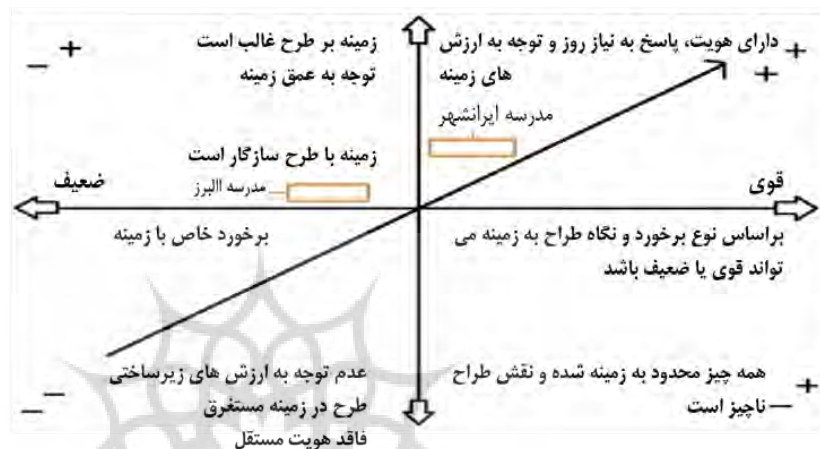 دارای هویت، پاسخ به نیاز روز و توجه به ارزش
های زمینه
مدرسه ایرانشهر
زمینه بر طرح غالب است
توجه به عمق زمینه
زمینه با طرح سازگار است
مدرسه االبرز
قوی
ضعیف
براساس نوع برخورد و نگاه طراح به زمینه می
تواند قوی یا ضعیف باشد
برخورد خاص با زمینه
همه چیز محدود به زمینه شده و نقش طراح
ناچیز است
عدم توجه به ارزش های زیرساختی
طرح در زمینه مستغرق
فاقد هویت مستقل